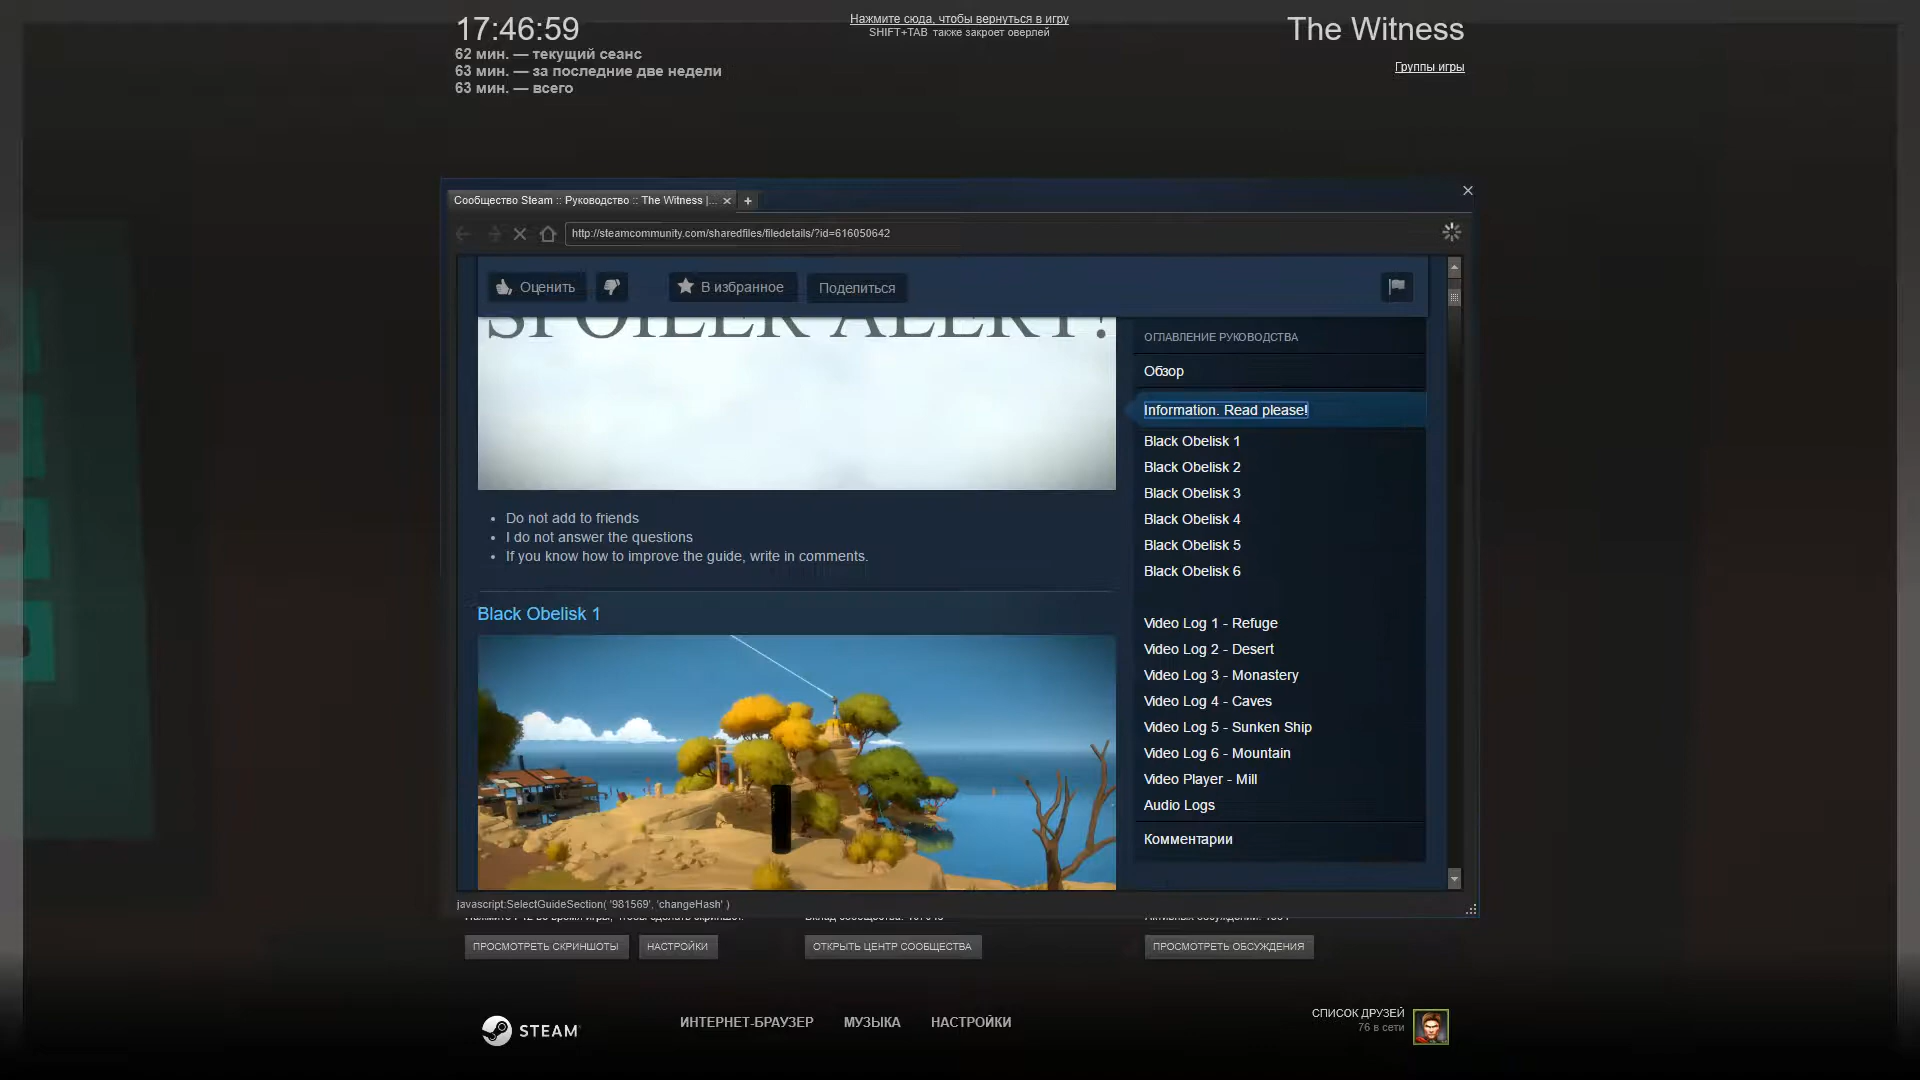 17:46:59
62 мин. — текущий сеанс
63 мин. — за последние две недели
63 мин. — всего
Нажмите сюда, чтобы вернуться в игру
SHIFT+TAB также закроет оверлей
The Witness
Группы игры
Сообщество Steam :: Руководство :: The Witness |...
http://steamcommunity.com/sharedfiles/filedetails/?id=616050642
Оценить
В избранное
Поделиться
SPOILER ALERT!
Do not add to friends
I do not answer the questions
If you know how to improve the guide, write in comments.
Black Obelisk 1
ОГЛАВЛЕНИЕ РУКОВОДСТВА
Обзор
Information. Read please!
Black Obelisk 1
Black Obelisk 2
Black Obelisk 3
Black Obelisk 4
Black Obelisk 5
Black Obelisk 6
Video Log 1 - Refuge
Video Log 2 - Desert
Video Log 3 - Monastery
Video Log 4 - Caves
Video Log 5 - Sunken Ship
Video Log 6 - Mountain
Video Player - Mill
Audio Logs
Комментарии
javascript:SelectGuideSection( '981569', 'changeHash' )
ПРОСМОТРЕТЬ СКРИНШОТЫ
НАСТРОЙКИ
ОТКРЫТЬ ЦЕНТР СООБЩЕСТВА
ПРОСМОТРЕТЬ ОБСУЖДЕНИЯ
STEAM
ИНТЕРНЕТ-БРАУЗЕР
МУЗЫКА
НАСТРОЙКИ
СПИСОК ДРУЗЕЙ
76 в сети